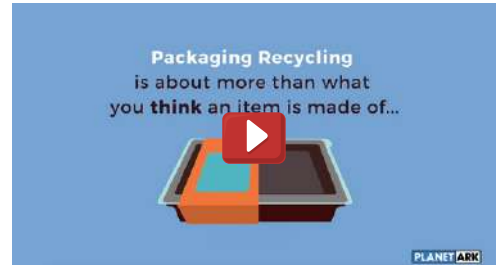 Packaging Recycling
is about more than what
you think an item is made of...
PLANET ARK